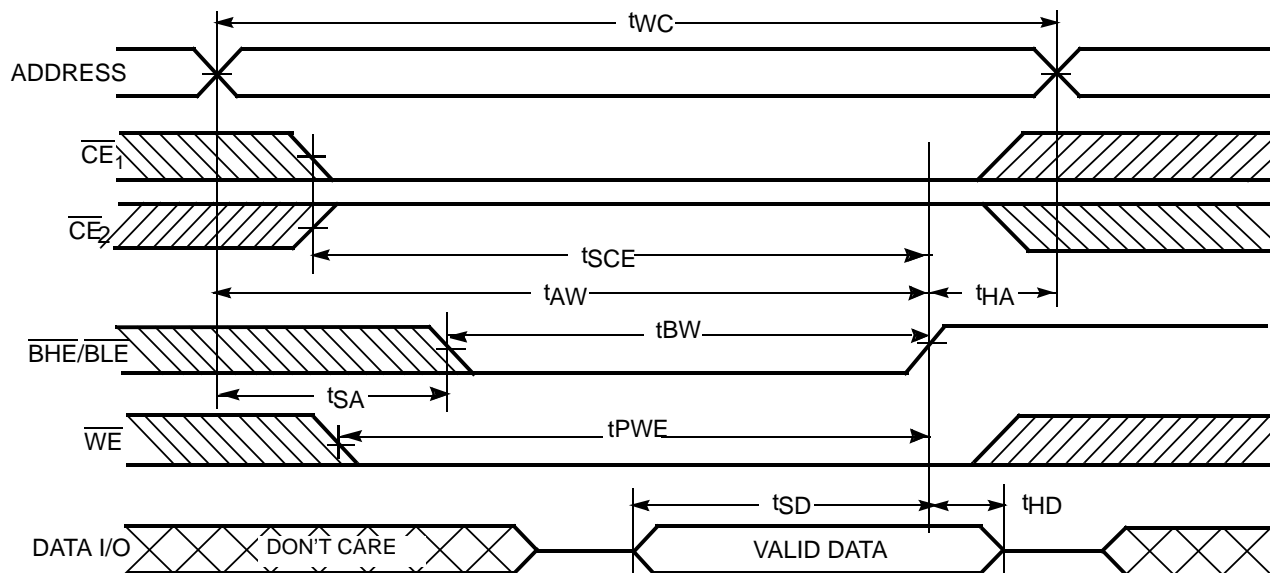 tWC
ADDRESS
CE1
CE2
tSCE
tAW
tHA
tBW
BHE/BLE
tSA
tPWE
WE
tSD
tHD
DATA I/O
DON'T CARE
VALID DATA